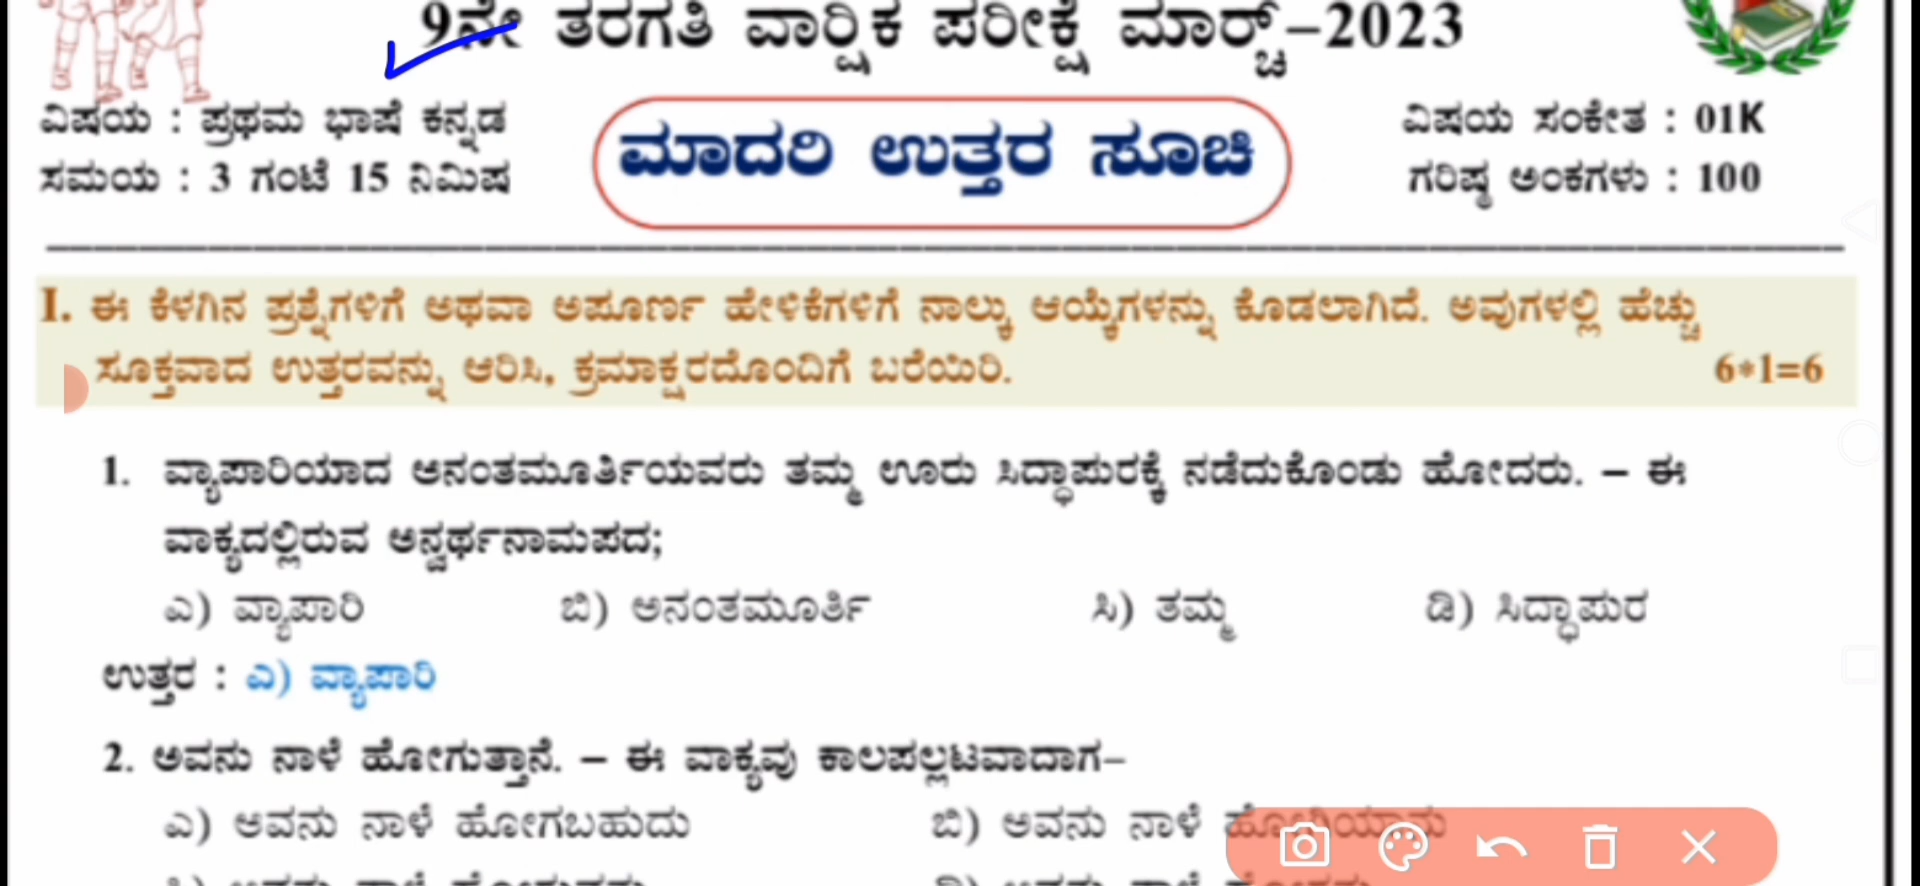 9ನೇ ತರಗತಿ ವಾರ್ಷಿಕ ಪರೀಕ್ಷೆ ಮಾರ್ಚ್–2023
ವಿಷಯ : ಪ್ರಥಮ ಭಾಷೆ ಕನ್ನಡ
ಸಮಯ : 3 ಗಂಟೆ 15 ನಿಮಿಷ
ಮಾದರಿ ಉತ್ತರ ಸೂಚಿ
ವಿಷಯ ಸಂಕೇತ : 01K
ಗರಿಷ್ಠ ಅಂಕಗಳು : 100
I. ಈ ಕೆಳಗಿನ ಪ್ರಶ್ನೆಗಳಿಗೆ ಅಥವಾ ಅಪೂರ್ಣ ಹೇಳಿಕೆಗಳಿಗೆ ನಾಲ್ಕು ಆಯ್ಕೆಗಳನ್ನು ಕೊಡಲಾಗಿದೆ. ಅವುಗಳಲ್ಲಿ ಹೆಚ್ಚು
ಸೂಕ್ತವಾದ ಉತ್ತರವನ್ನು ಆರಿಸಿ, ಕ್ರಮಾಕ್ಷರದೊಂದಿಗೆ ಬರೆಯಿರಿ. 6*1=6
1. ವ್ಯಾಪಾರಿಯಾದ ಅನಂತಮೂರ್ತಿಯವರು ತಮ್ಮ ಊರು ಸಿದ್ಧಾಪುರಕ್ಕೆ ನಡೆದುಕೊಂಡು ಹೋದರು. – ಈ
ವಾಕ್ಯದಲ್ಲಿರುವ ಅನ್ವರ್ಥನಾಮಪದ;
ಎ) ವ್ಯಾಪಾರಿ ಬಿ) ಅನಂತಮೂರ್ತಿ ಸಿ) ತಮ್ಮ ಡಿ) ಸಿದ್ಧಾಪುರ
ಉತ್ತರ : ಎ) ವ್ಯಾಪಾರಿ
2. ಅವನು ನಾಳೆ ಹೋಗುತ್ತಾನೆ. – ಈ ವಾಕ್ಯವು ಕಾಲಪಲ್ಲಟವಾದಾಗ–
ಎ) ಅವನು ನಾಳೆ ಹೋಗಬಹುದು ಬಿ) ಅವನು ನಾಳೆ